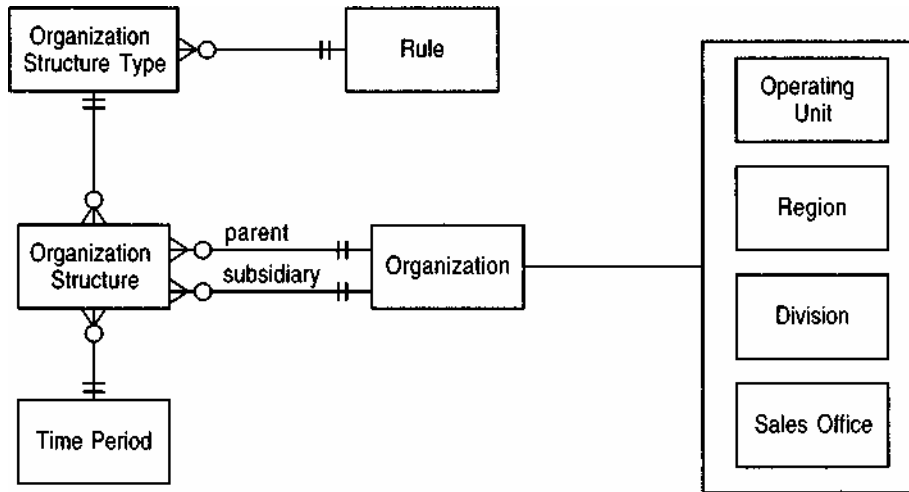 Organization
Structure Type
Rule
Operating
Unit
Region
parent
Organization
Structure
subsidiary
Organization
Division
Time Period
Sales Office